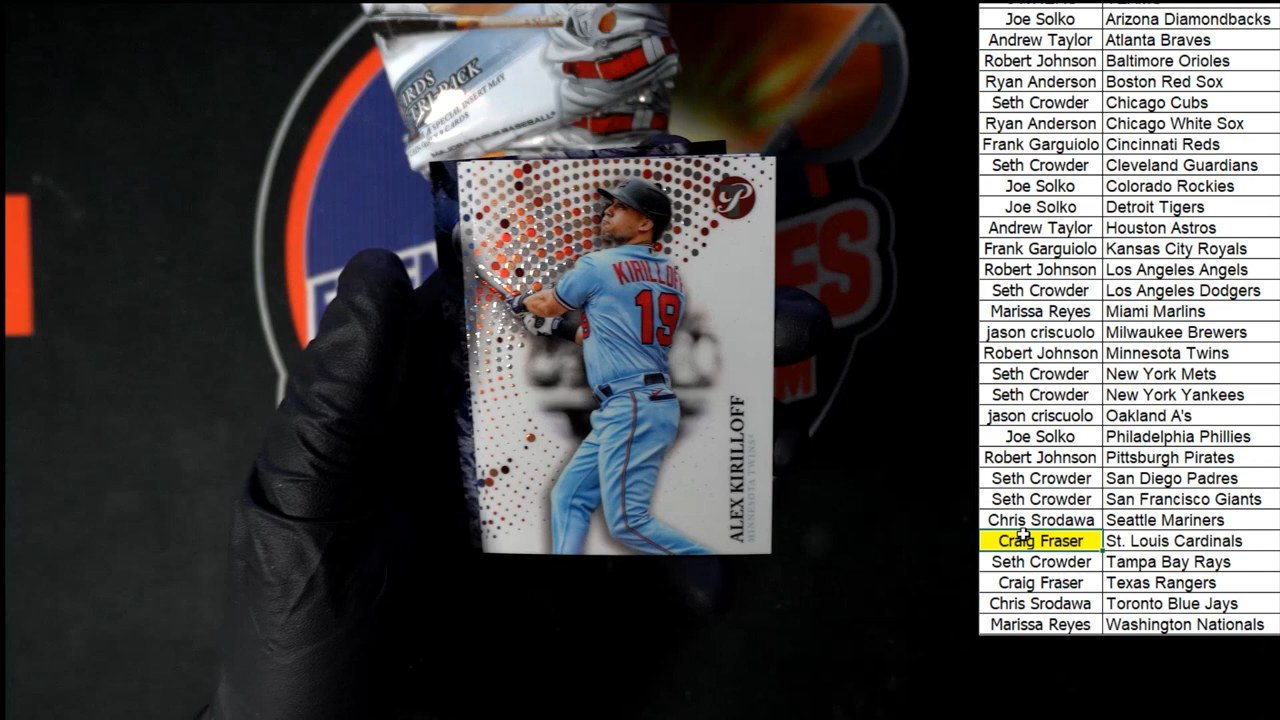 KIRILLOFF
19
ALEX KIRILLOFF
MINNESOTA TWINS
MAJOR LEAGUE BASEBALL
Joe Solko Arizona Diamondbacks
Andrew Taylor Atlanta Braves
Robert Johnson Baltimore Orioles
Ryan Anderson Boston Red Sox
Seth Crowder Chicago Cubs
Ryan Anderson Chicago White Sox
Frank Garguiolo Cincinnati Reds
Seth Crowder Cleveland Guardians
Joe Solko Colorado Rockies
Joe Solko Detroit Tigers
Andrew Taylor Houston Astros
Frank Garguiolo Kansas City Royals
Robert Johnson Los Angeles Angels
Seth Crowder Los Angeles Dodgers
Marissa Reyes Miami Marlins
jason criscuolo Milwaukee Brewers
Robert Johnson Minnesota Twins
Seth Crowder New York Mets
Seth Crowder New York Yankees
jason criscuolo Oakland A's
Joe Solko Philadelphia Phillies
Robert Johnson Pittsburgh Pirates
Seth Crowder San Diego Padres
Seth Crowder San Francisco Giants
Chris Srodawa Seattle Mariners
Craig Fraser St. Louis Cardinals
Seth Crowder Tampa Bay Rays
Craig Fraser Texas Rangers
Chris Srodawa Toronto Blue Jays
Marissa Reyes Washington Nationals